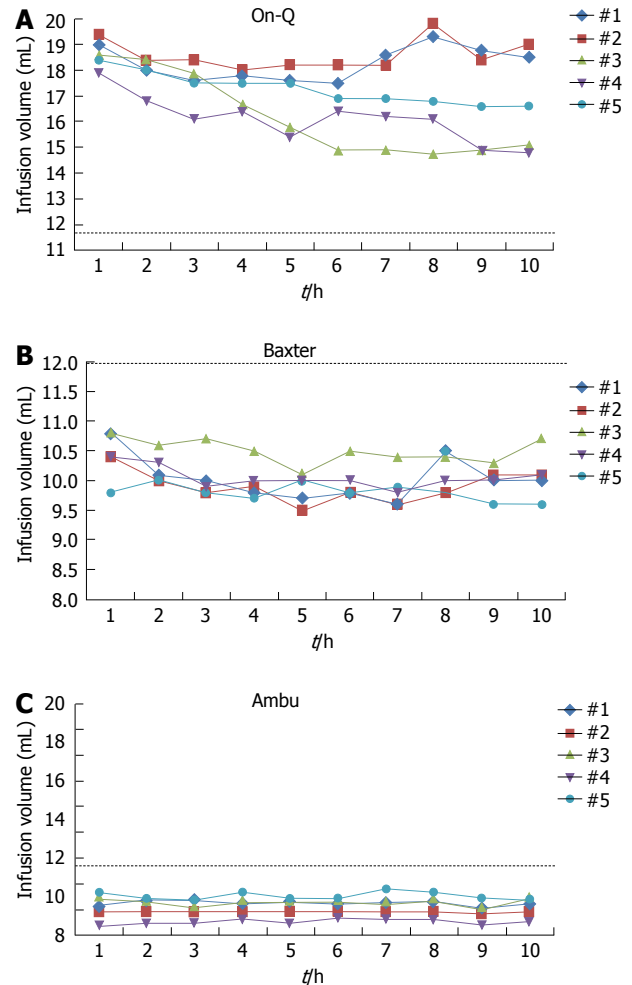 A
On-Q
Infusion volume (mL)
20
19
18
17
16
15
14
13
12
11
1 2 3 4 5 6 7 8 9 10
t/h
#1
#2
#3
#4
#5
B
Baxter
Infusion volume (mL)
12.0
11.5
11.0
10.5
10.0
9.5
9.0
8.5
8.0
1 2 3 4 5 6 7 8 9 10
t/h
#1
#2
#3
#4
#5
C
Ambu
Infusion volume (mL)
20
18
16
14
12
10
8
1 2 3 4 5 6 7 8 9 10
t/h
#1
#2
#3
#4
#5